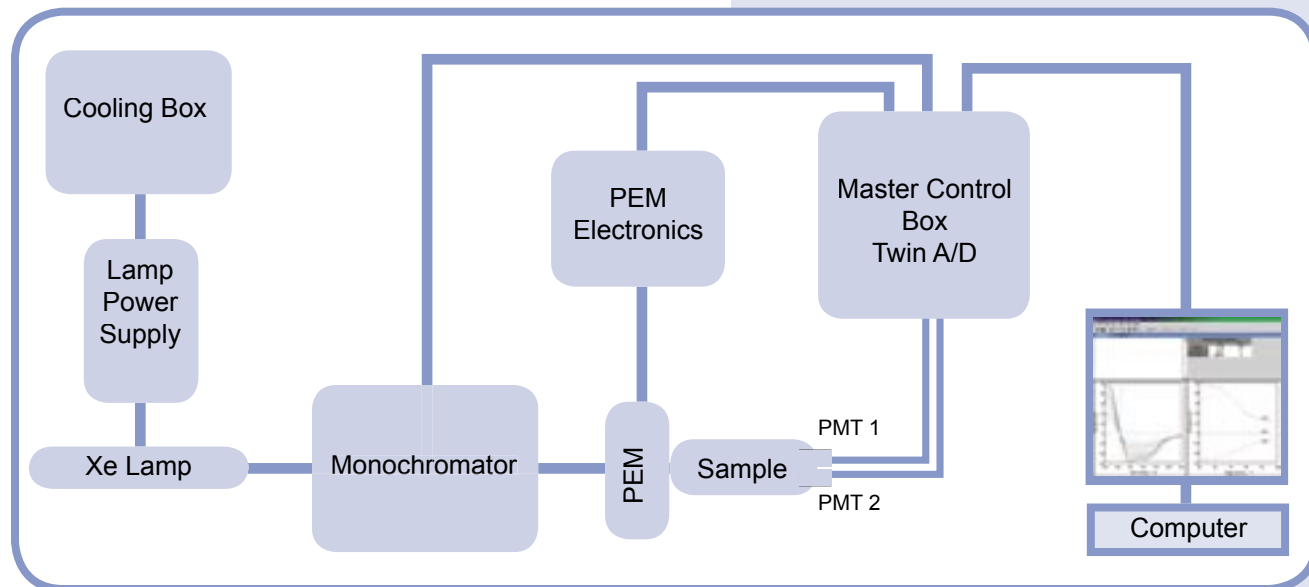 Cooling Box
Lamp
Power
Supply
Xe Lamp
Monochromator
PEM
Electronics
PEM
Sample
PMT 1
PMT 2
Master Control
Box
Twin A/D
Computer